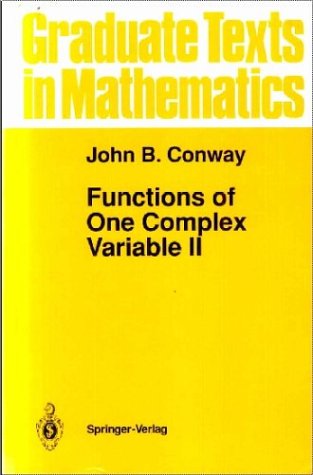 Graduate Texts
in Mathematics
John B. Conway
Functions of
One Complex
Variable II
Springer-Verlag